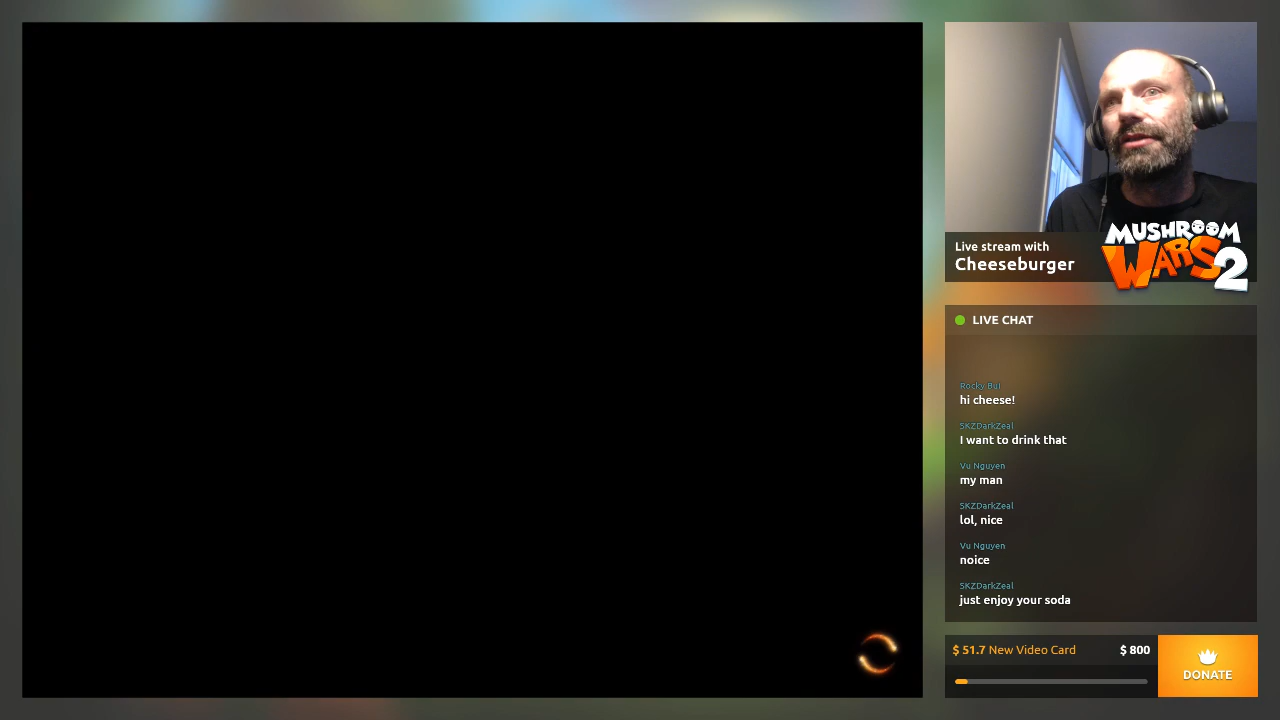 Live stream with
Cheeseburger
MUSHROOM
WARS 2
LIVE CHAT
Rocky Bui
hi cheese!
SKZDarkZeal
I want to drink that
Vu Nguyen
my man
SKZDarkZeal
lol, nice
Vu Nguyen
noice
SKZDarkZeal
just enjoy your soda
$ 51.7 New Video Card $ 800
DONATE